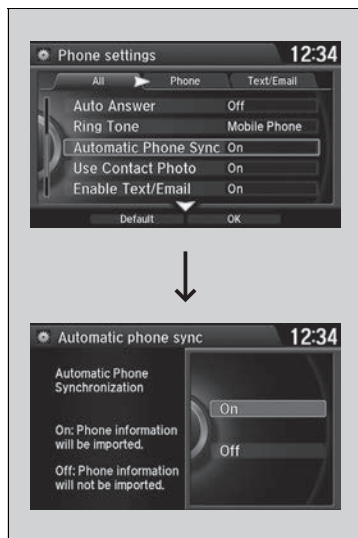 Phone settings 12:34
All Phone Text/Email
Auto Answer Off
Ring Tone Mobile Phone
Automatic Phone Sync On
Use Contact Photo On
Enable Text/Email On
Default OK
Automatic phone sync 12:34
Automatic Phone
Synchronization
On
On: Phone information
will be imported.
Off
Off: Phone information
will not be imported.